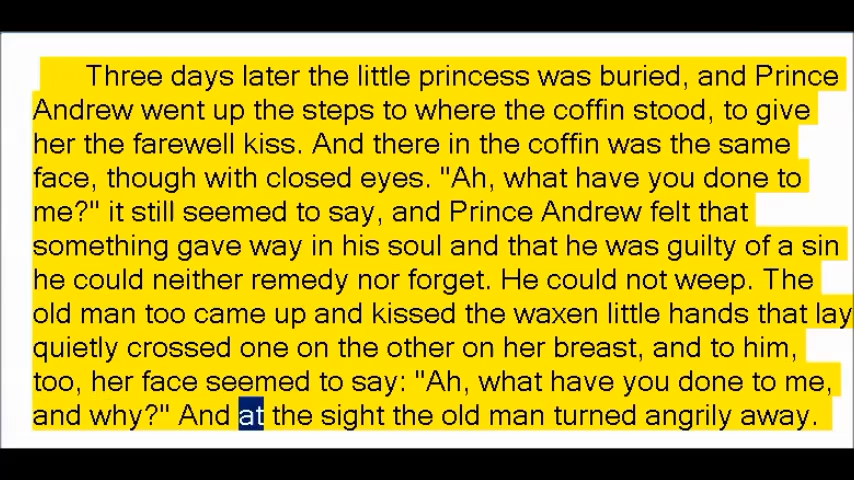 Three days later the little princess was buried, and Prince
Andrew went up the steps to where the coffin stood, to give
her the farewell kiss. And there in the coffin was the same
face, though with closed eyes. "Ah, what have you done to
me?" it still seemed to say, and Prince Andrew felt that
something gave way in his soul and that he was guilty of a sin
he could neither remedy nor forget. He could not weep. The
old man too came up and kissed the waxen little hands that lay
quietly crossed one on the other on her breast, and to him,
too, her face seemed to say: "Ah, what have you done to me,
and why?" And at the sight the old man turned angrily away.